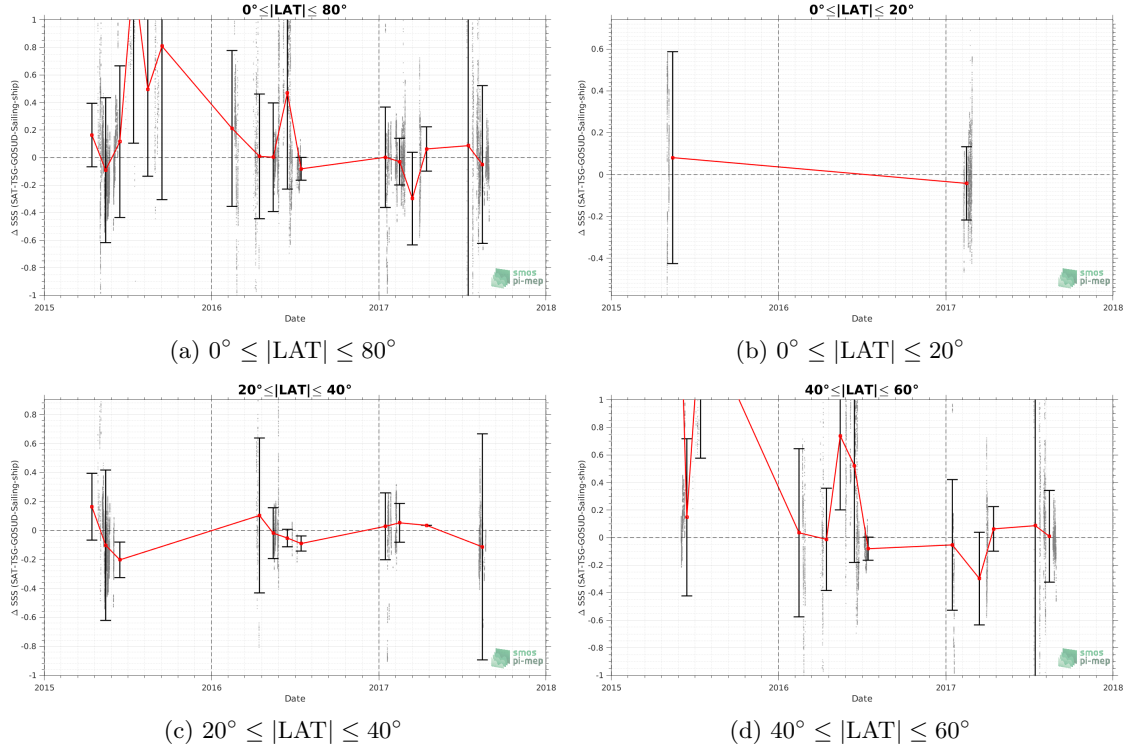 0°≤|LAT|≤ 80°
Δ SSS (SAT-TSG-GOSUD-Sailing-ship)
1
0.8
0.6
0.4
0.2
0
-0.2
-0.4
-0.6
-0.8
-1
2015
2016
2017
2018
Date
smos
pi-mep
(a) 0° ≤ |LAT| ≤ 80°
0°≤|LAT|≤ 20°
Δ SSS (SAT-TSG-GOSUD-Sailing-ship)
0.6
0.4
0.2
0
-0.2
-0.4
2015
2016
2017
2018
Date
smos
pi-mep
(b) 0° ≤ |LAT| ≤ 20°
20°≤|LAT|≤ 40°
Δ SSS (SAT-TSG-GOSUD-Sailing-ship)
0.8
0.6
0.4
0.2
0
-0.2
-0.4
-0.6
-0.8
-1
2015
2016
2017
2018
Date
smos
pi-mep
(c) 20° ≤ |LAT| ≤ 40°
40°≤|LAT|≤ 60°
Δ SSS (SAT-TSG-GOSUD-Sailing-ship)
1
0.8
0.6
0.4
0.2
0
-0.2
-0.4
-0.6
-0.8
-1
2015
2016
2017
2018
Date
smos
pi-mep
(d) 40° ≤ |LAT| ≤ 60°